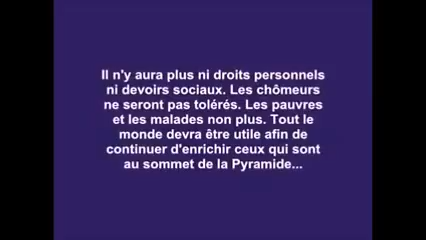 Il n'y aura plus ni droits personnels
ni devoirs sociaux. Les chômeurs
ne seront pas tolérés. Les pauvres
et les malades non plus. Tout le
monde devra être utile afin de
continuer d'enrichir ceux qui sont
au sommet de la Pyramide...